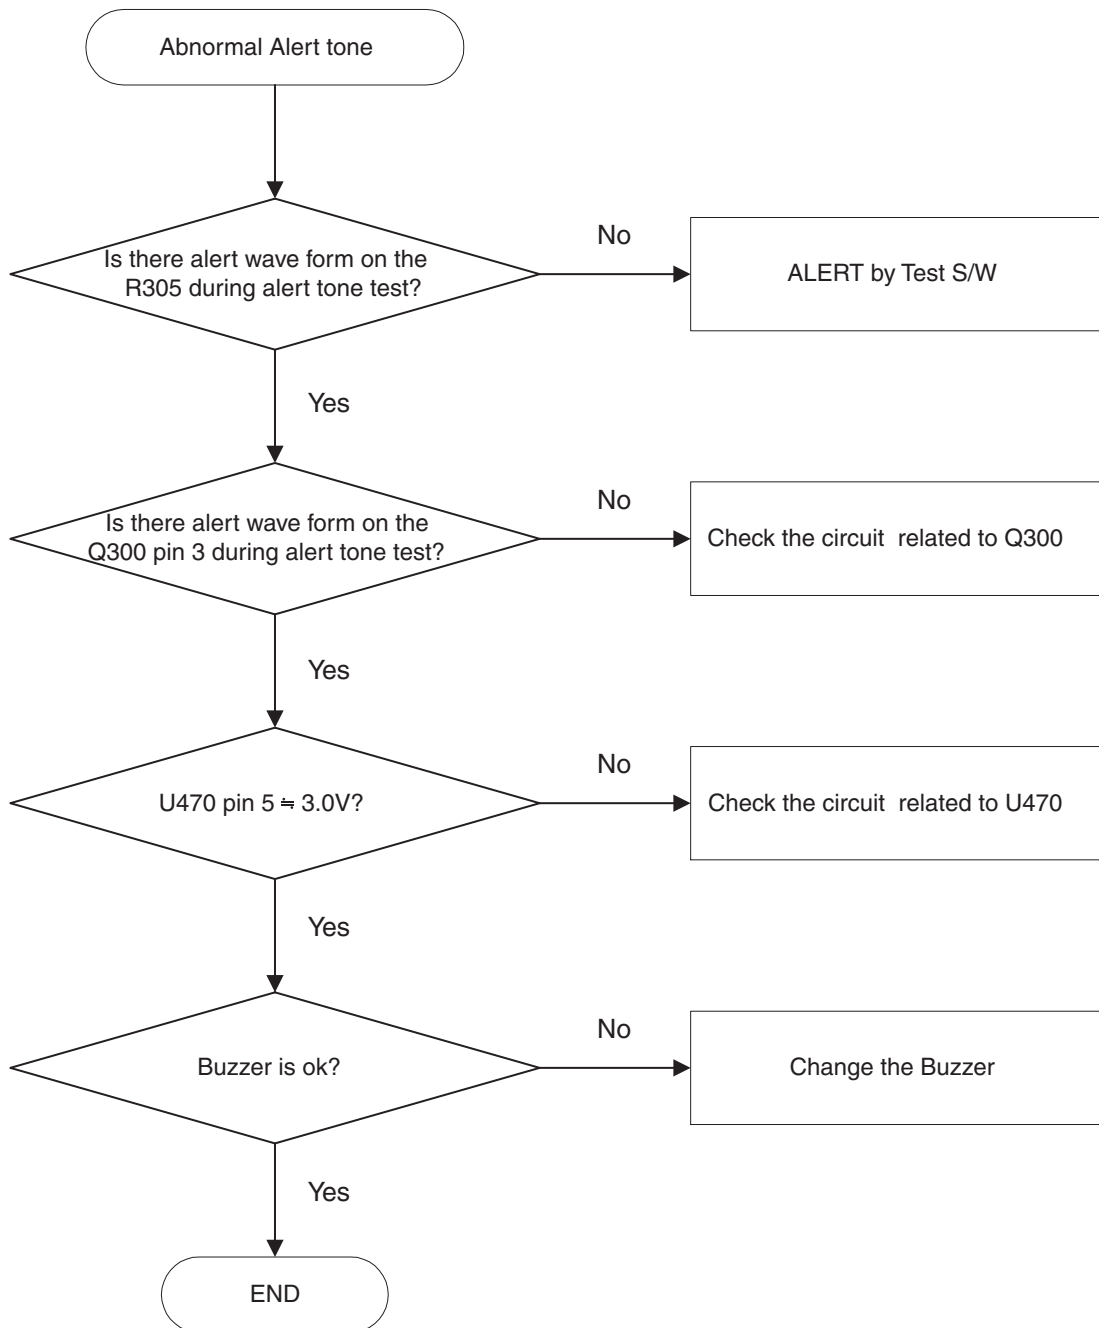 Abnormal Alert tone
Is there alert wave form on the
R305 during alert tone test?
No
ALERT by Test S/W
Yes
Is there alert wave form on the
Q300 pin 3 during alert tone test?
No
Check the circuit  related to Q300
Yes
U470 pin 5 ≒ 3.0V?
No
Check the circuit  related to U470
Yes
Buzzer is ok?
No
Change the Buzzer
Yes
END